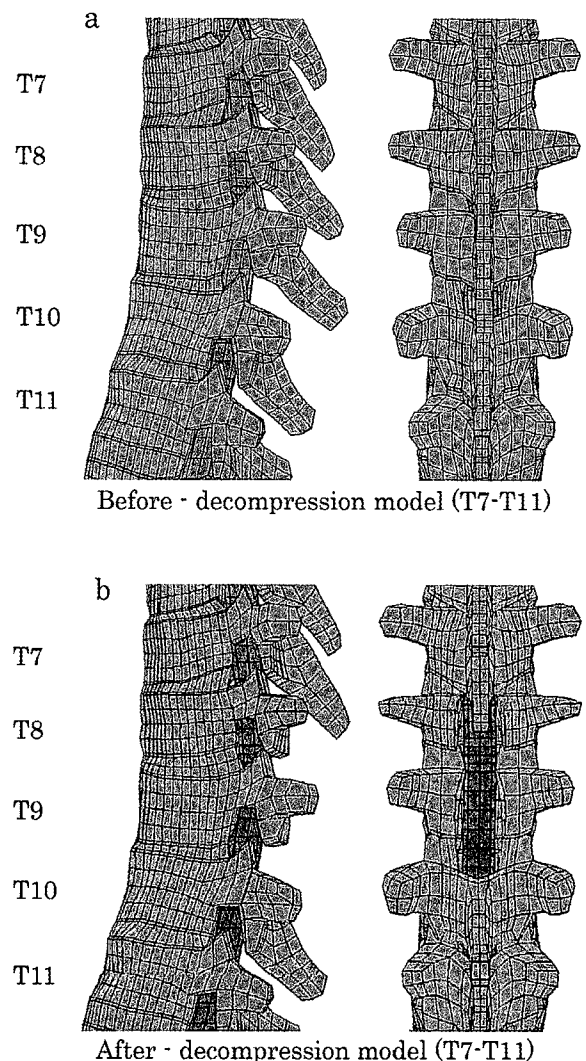 a
T7
T8
T9
T10
T11
Before - decompression model (T7-T11)
b
T7
T8
T9
T10
T11
After - decompression model (T7-T11)